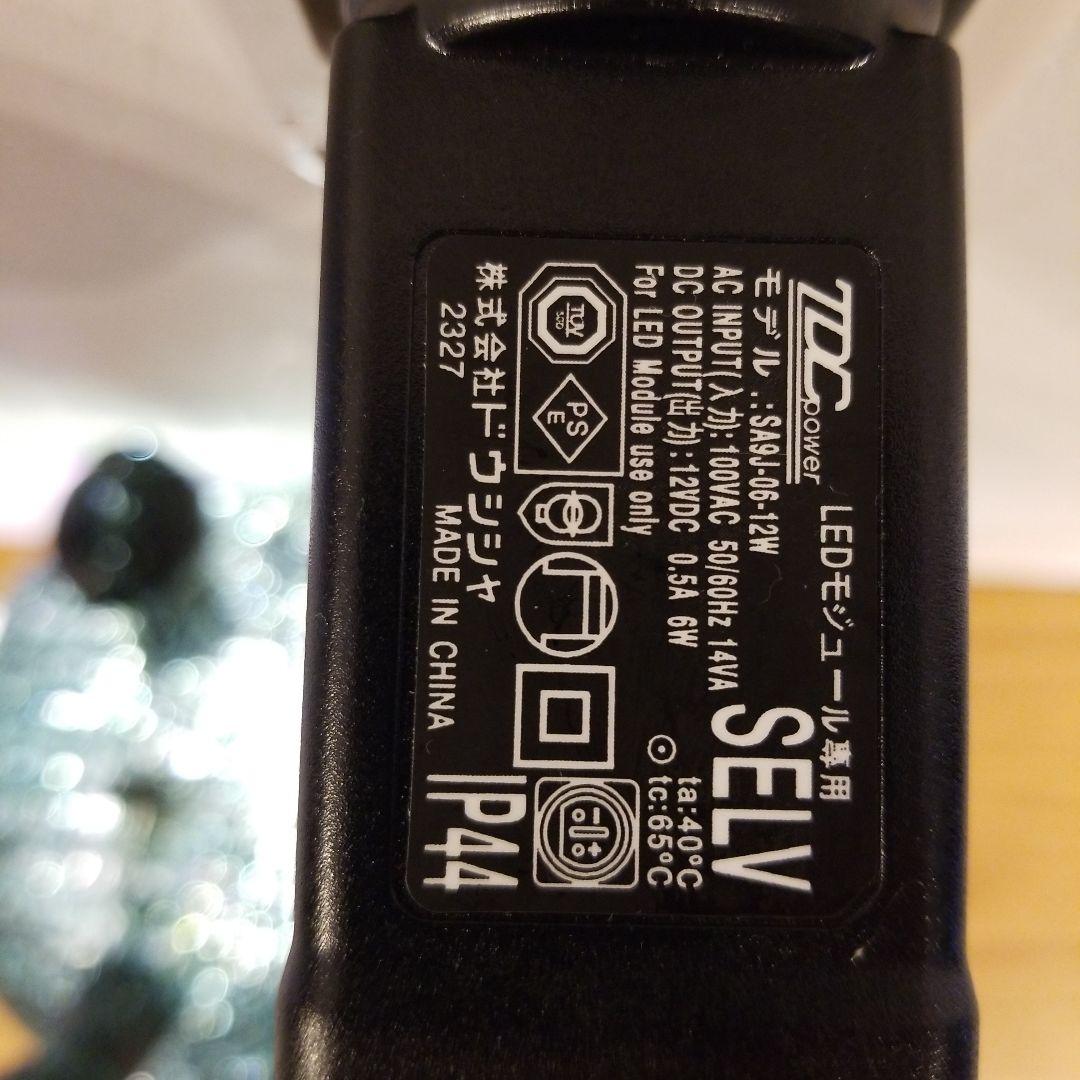 TDC power LEDモジュール専用
モデル.:SA9J-06-12W
AC INPUT(入力):100VAC 50/60Hz 14VA
DC OUTPUT(出力):12VDC 0.5A 6W
For LED Module use only
SELV
ta:40℃
tc:65℃
TÜV
SÜD
PS
E
- +
株式会社ドウシシャ
2327 MADE IN CHINA
IP44